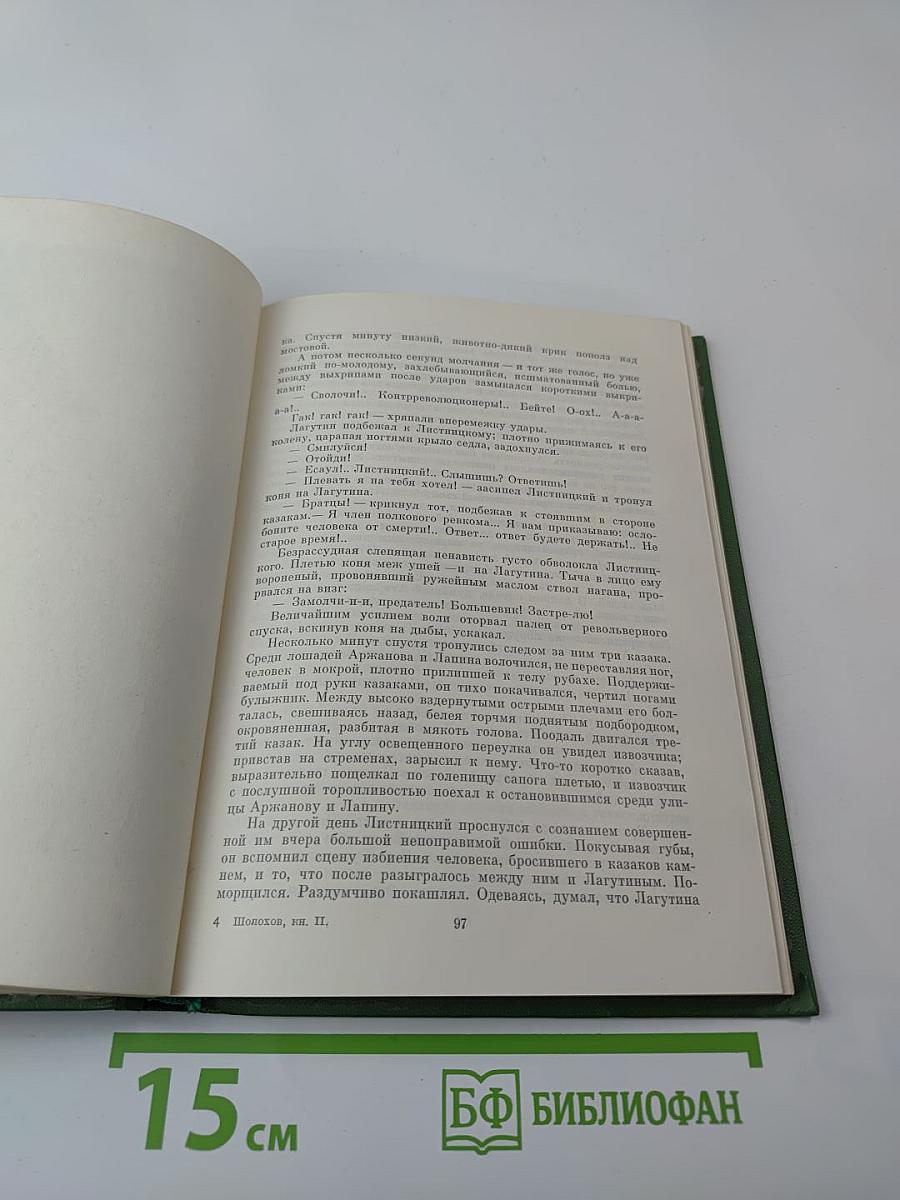 ка. Спустя минуту низкий, животно-дикий крик пополз над
мостовой.
А потом несколько секунд молчания — и тот же голос, но уже
ломкий по-молодому, захлебывающийся, исшматованный болью,
между выхрипами после ударов замыкался короткими выкри-
ками:
— Сволочи!.. Контрреволюционеры!.. Бейте! О-ох!.. А-а-а-
а-а!..
Гак! гак! гак! — хряпали вперемежку удары.
Лагутин подбежал к Листницкому; плотно прижимаясь к его
колену, царапая ногтями крыло седла, задохнулся.
— Смилуйся!
— Отойди!
— Есаул!.. Листницкий!.. Слышишь? Ответишь!
— Плевать я на тебя хотел! — засипел Листницкий и тронул
коня на Лагутина.
— Братцы! — крикнул тот, подбежав к стоявшим в стороне
казакам.— Я член полкового ревкома... Я вам приказываю: осло-
боните человека от смерти!.. Ответ... ответ будете держать!.. Не
старое время!..
Безрассудная слепящая ненависть густо обволокла Листниц-
кого. Плетью коня меж ушей —и на Лагутина. Тыча в лицо ему
вороненый, провонявший ружейным маслом ствол нагана, про-
рвался на визг:
— Замолчи-и-и, предатель! Большевик! Застре-лю!
Величайшим усилием воли оторвал палец от револьверного
спуска, вскинув коня на дыбы, ускакал.
Несколько минут спустя тронулись следом за ним три казака.
Среди лошадей Аржанова и Лапина волочился, не переставляя ног,
человек в мокрой, плотно прилипшей к телу рубахе. Поддержи-
ваемый под руки казаками, он тихо покачивался, чертил ногами
булыжник. Между высоко вздернутыми острыми плечами его бол-
талась, свешиваясь назад, белея торчмя поднятым подбородком,
окровяненная, разбитая в мякоть голова. Поодаль двигался тре-
тий казак. На углу освещенного переулка он увидел извозчика;
привстав на стременах, зарысил к нему. Что-то коротко сказав,
выразительно пощелкал по голенищу сапога плетью, и извозчик
с послушной торопливостью поехал к остановившимся среди ули-
цы Аржанову и Лапину.
На другой день Листницкий проснулся с сознанием совершен-
ной им вчера большой непоправимой ошибки. Покусывая губы,
он вспомнил сцену избиения человека, бросившего в казаков кам-
нем, и то, что после разыгралось между ним и Лагутиным. По-
морщился. Раздумчиво покашлял. Одеваясь, думал, что Лагутина
4 Шолохов, кн. II. 97
15 см БФ БИБЛИОФАН